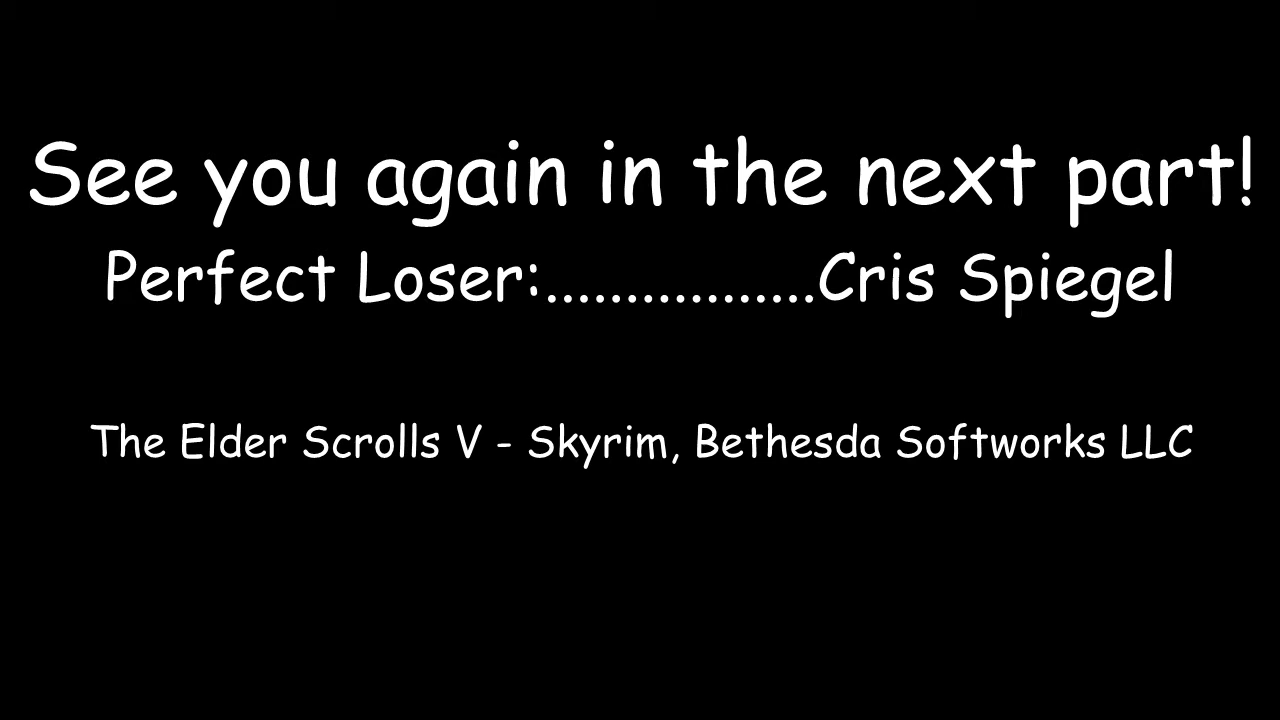 See you again in the next part!
Perfect Loser:.................Cris Spiegel
The Elder Scrolls V - Skyrim, Bethesda Softworks LLC